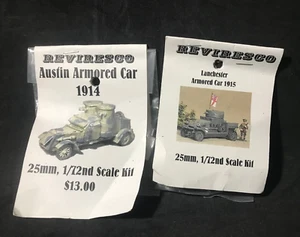 REVIRESCO
Austin Armored Car
1914
25mm, 1/72nd Scale Kit
$13.00
REVIRESCO
Lanchester
Armored Car 1915
25mm, 1/72nd Scale Kit